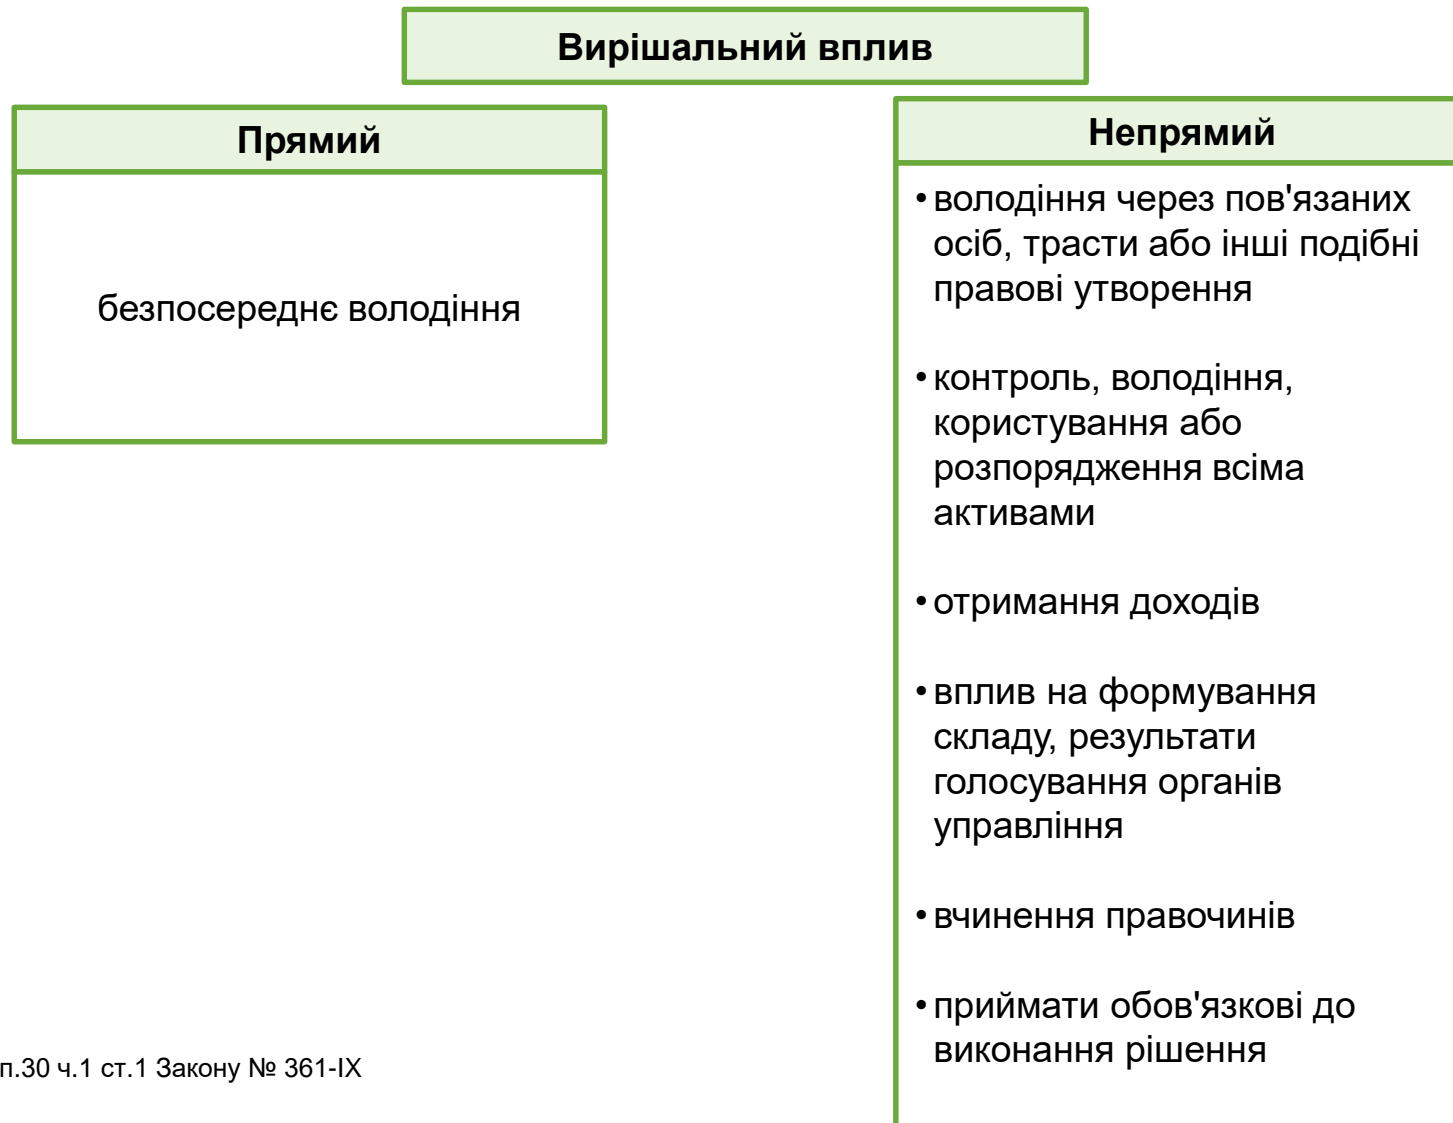 Вирішальний вплив
Прямий
безпосереднє володіння
Непрямий
•володіння через пов'язаних
осіб, трасти або інші подібні
правові утворення
•контроль, володіння,
користування або
розпорядження всіма
активами
•отримання доходів
•вплив на формування
складу, результати
голосування органів
управління
•вчинення правочинів
•приймати обов'язкові до
виконання рішення
п.30 ч.1 ст.1 Закону № 361-IX